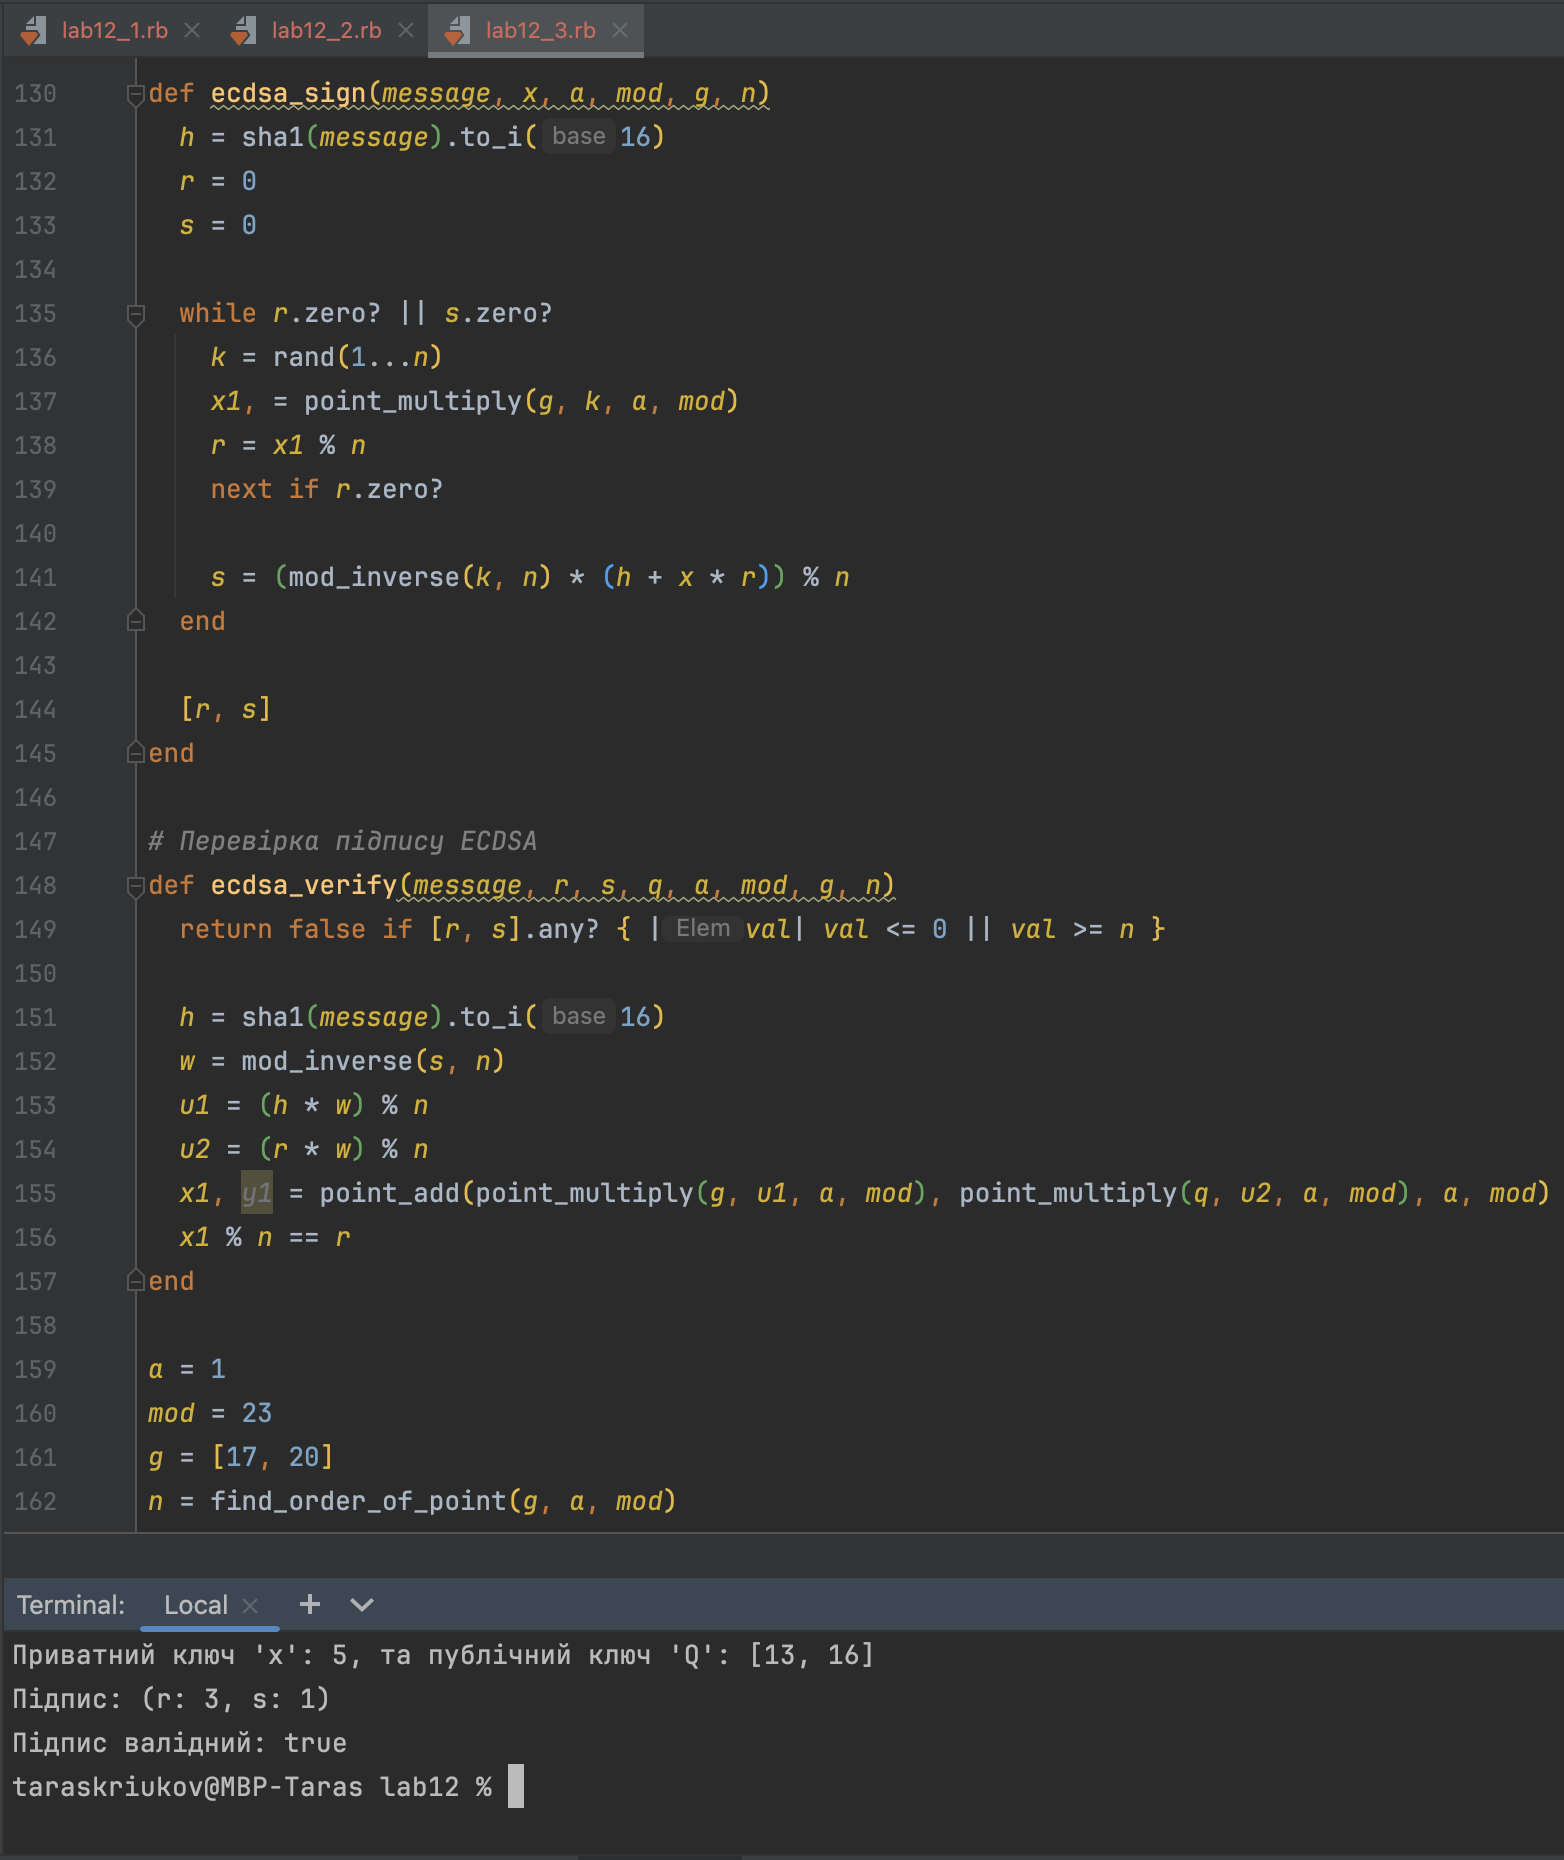 lab12_1.rb lab12_2.rb lab12_3.rb
130 def ecdsa_sign(message, x, a, mod, g, n)
131 h = sha1(message).to_i( base 16)
132 r = 0
133 s = 0
134
135 while r.zero? || s.zero?
136 k = rand(1...n)
137 x1, = point_multiply(g, k, a, mod)
138 r = x1 % n
139 next if r.zero?
140
141 s = (mod_inverse(k, n) * (h + x * r)) % n
142 end
143
144 [r, s]
145 end
146
147 # Перевірка підпису ECDSA
148 def ecdsa_verify(message, r, s, q, a, mod, g, n)
149 return false if [r, s].any? { | Elem val| val <= 0 || val >= n }
150
151 h = sha1(message).to_i( base 16)
152 w = mod_inverse(s, n)
153 u1 = (h * w) % n
154 u2 = (r * w) % n
155 x1, y1 = point_add(point_multiply(g, u1, a, mod), point_multiply(q, u2, a, mod), a, mod)
156 x1 % n == r
157 end
158
159 a = 1
160 mod = 23
161 g = [17, 20]
162 n = find_order_of_point(g, a, mod)
Terminal: Local
Приватний ключ 'x': 5, та публічний ключ 'Q': [13, 16]
Підпис: (r: 3, s: 1)
Підпис валідний: true
taraskriukov@MBP-Taras lab12 %